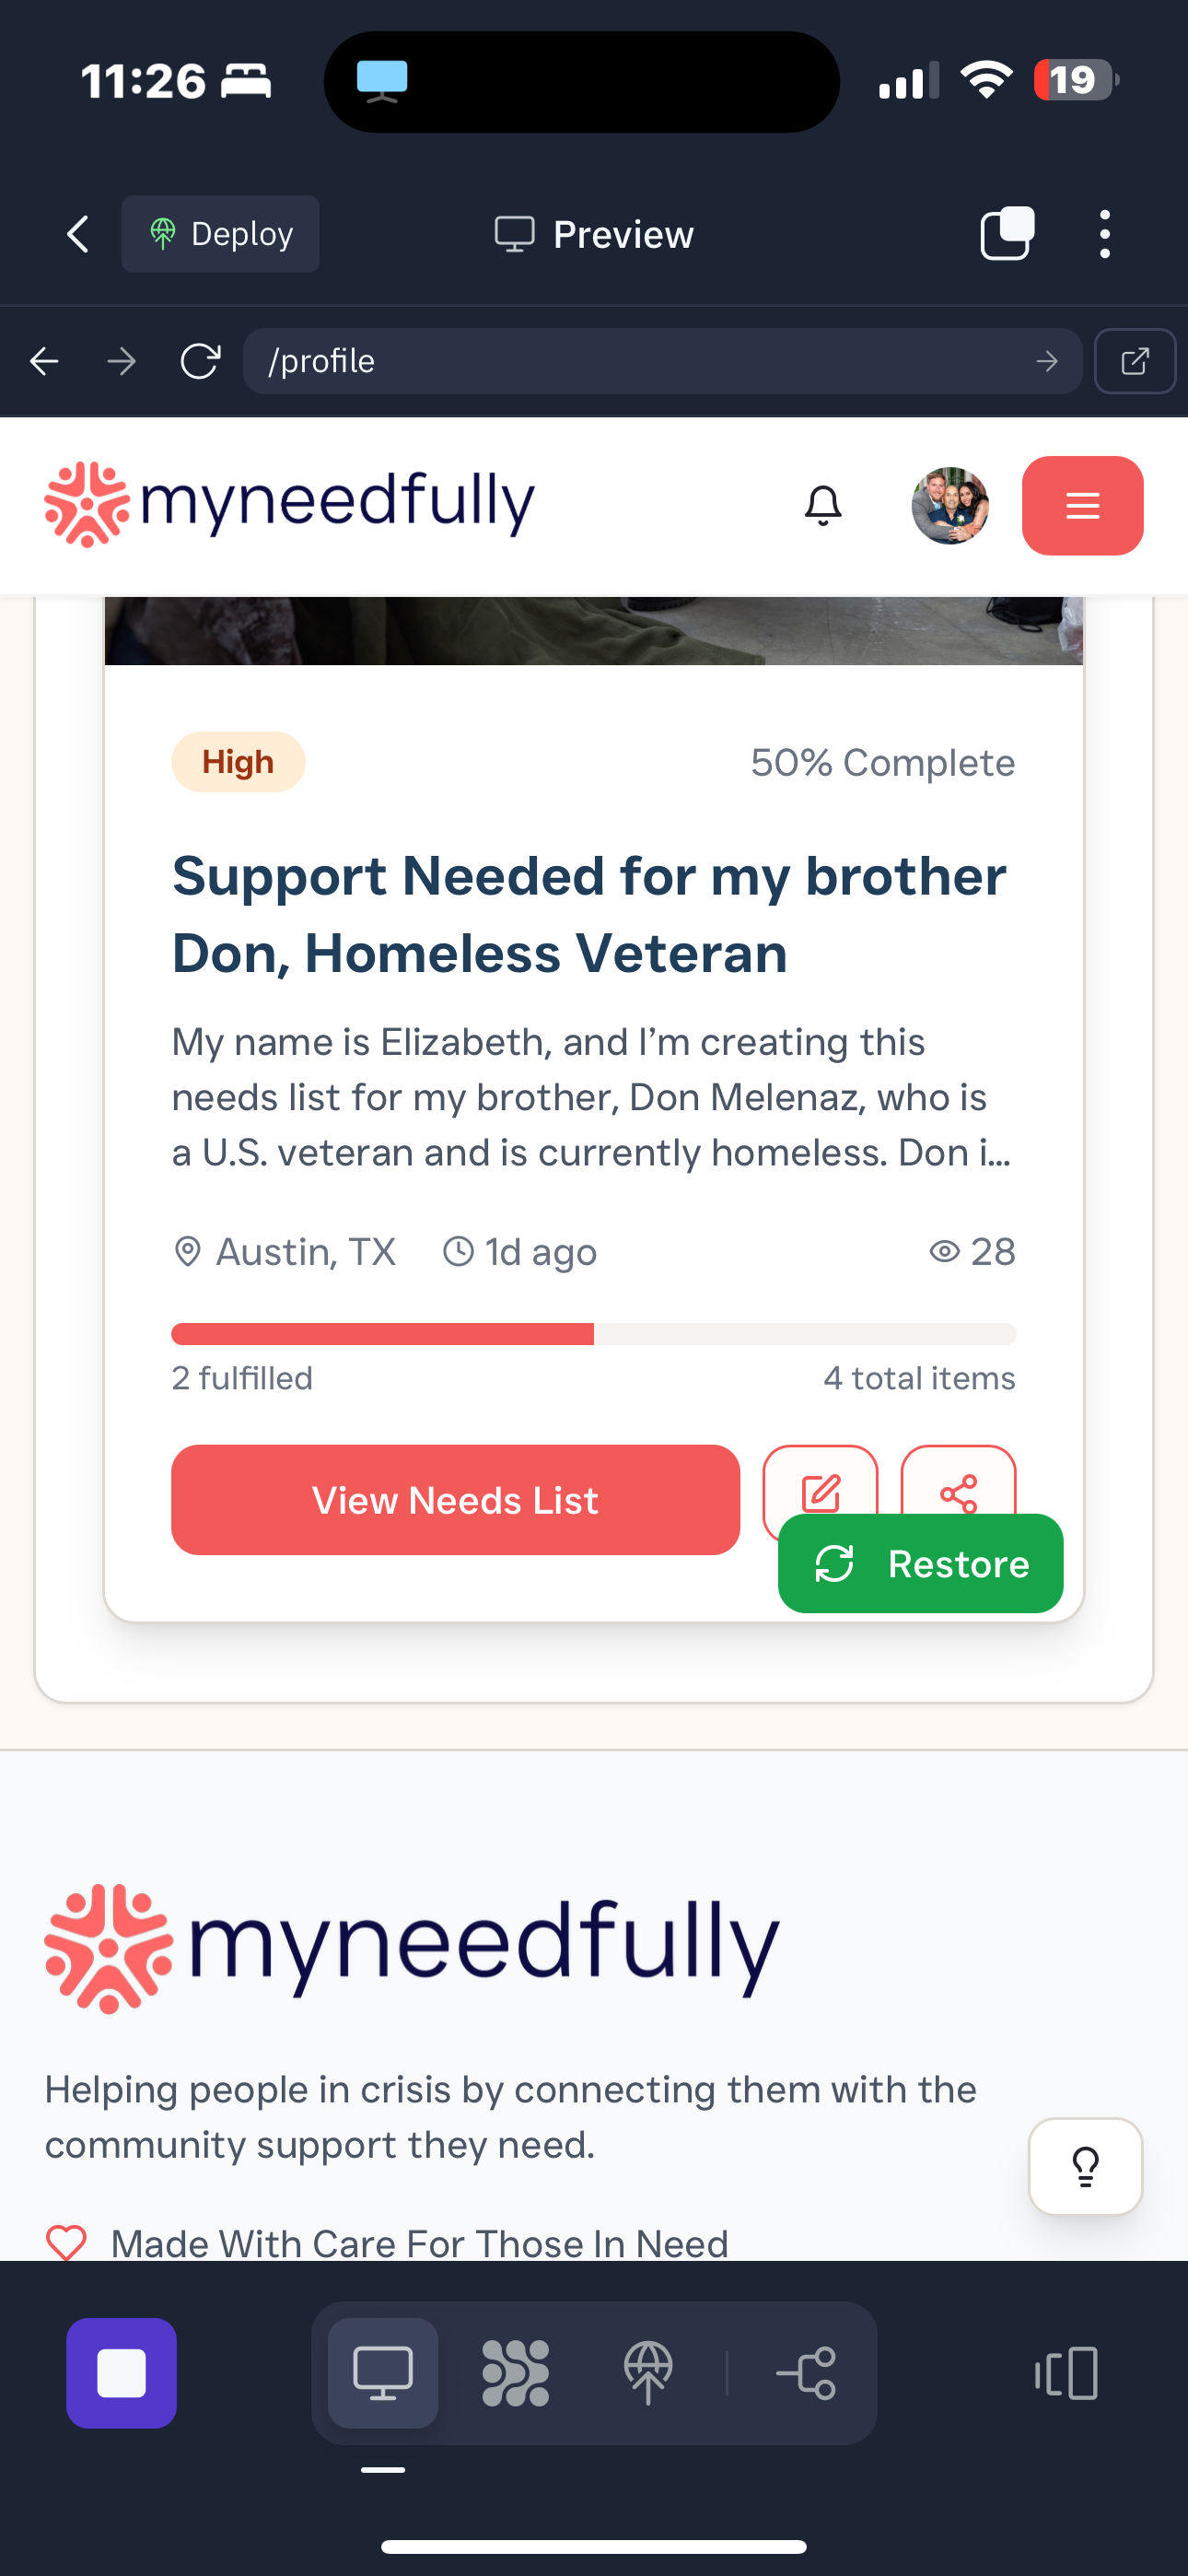 11:26
19
Deploy
Preview
/profile
myneedfully
High
50% Complete
Support Needed for my brother
Don, Homeless Veteran
My name is Elizabeth, and I’m creating this
needs list for my brother, Don Melenaz, who is
a U.S. veteran and is currently homeless. Don i...
Austin, TX
1d ago
28
2 fulfilled
4 total items
View Needs List
Restore
myneedfully
Helping people in crisis by connecting them with the
community support they need.
Made With Care For Those In Need